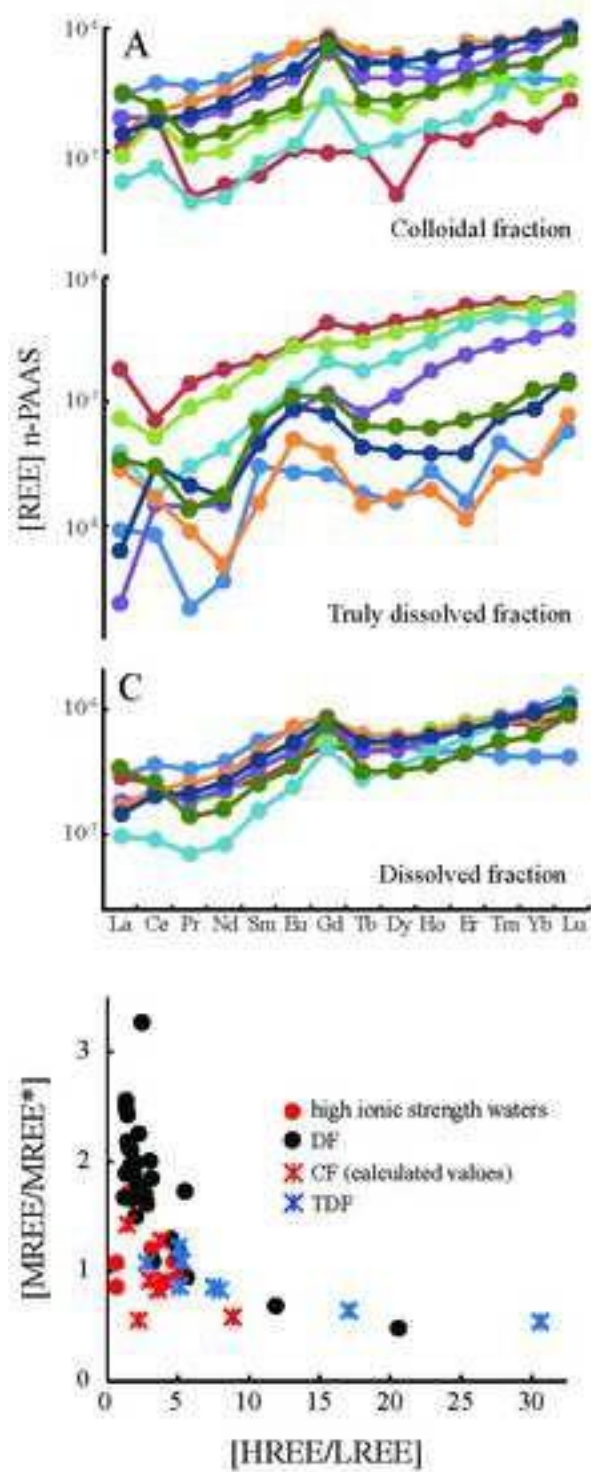 A
10⁻⁶
10⁻⁷
Colloidal fraction
10⁻⁶
10⁻⁷
10⁻⁸
Truly dissolved fraction
[REE] n-PAAS
C
10⁻⁶
10⁻⁷
Dissolved fraction
La Ce Pr Nd Sm Eu Gd Tb Dy Ho Er Tm Yb Lu
[MREE/MREE*]
3
2
1
0
high ionic strength waters
DF
CF (calculated values)
TDF
0 5 10 15 20 25 30
[HREE/LREE]